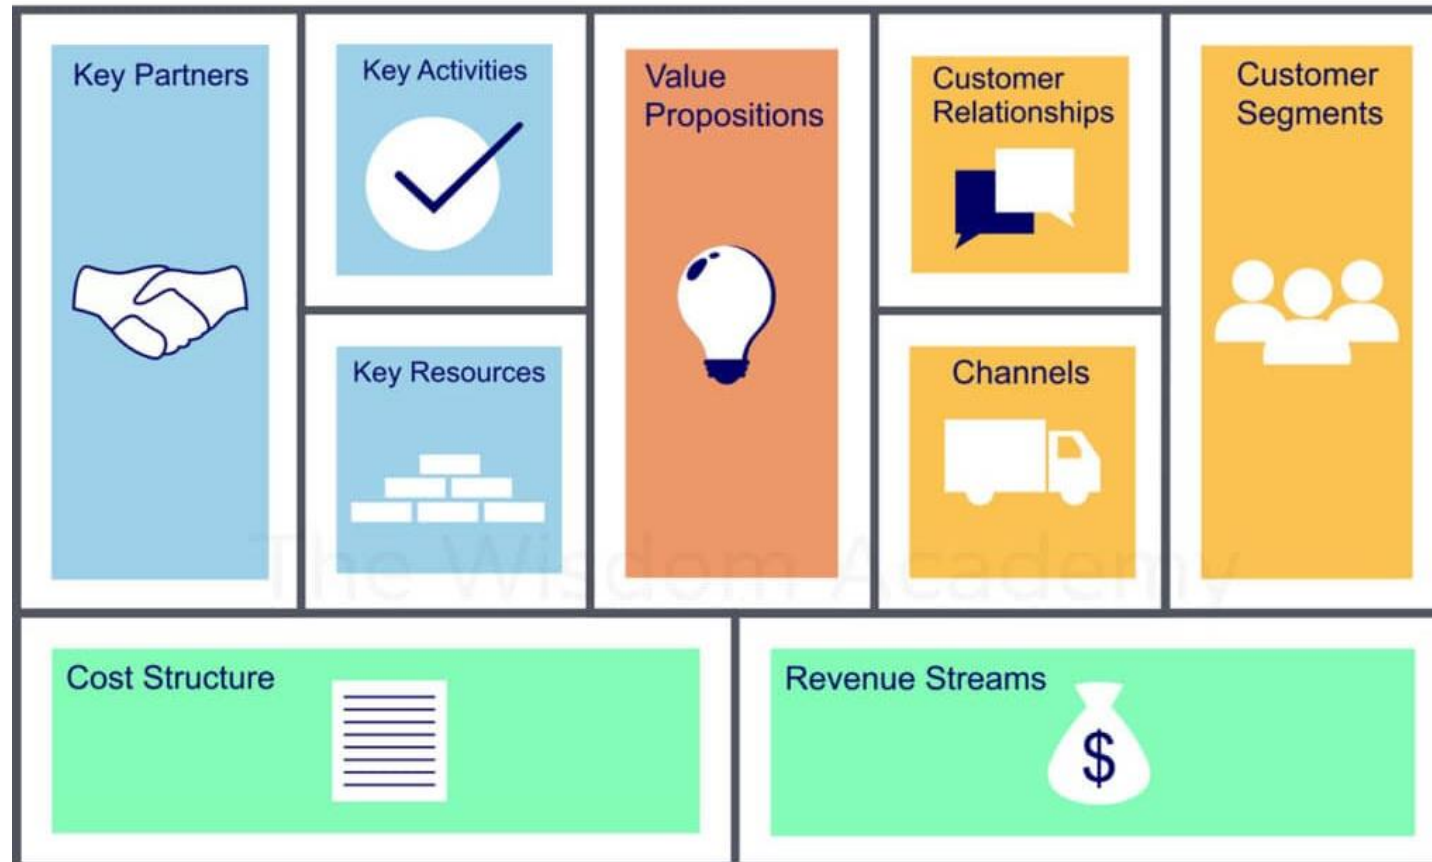 Key Partners
Key Activities
Key Resources
Value
Propositions
Customer
Relationships
Channels
Customer
Segments
The Wisdom Academy
Cost Structure
Revenue Streams
$